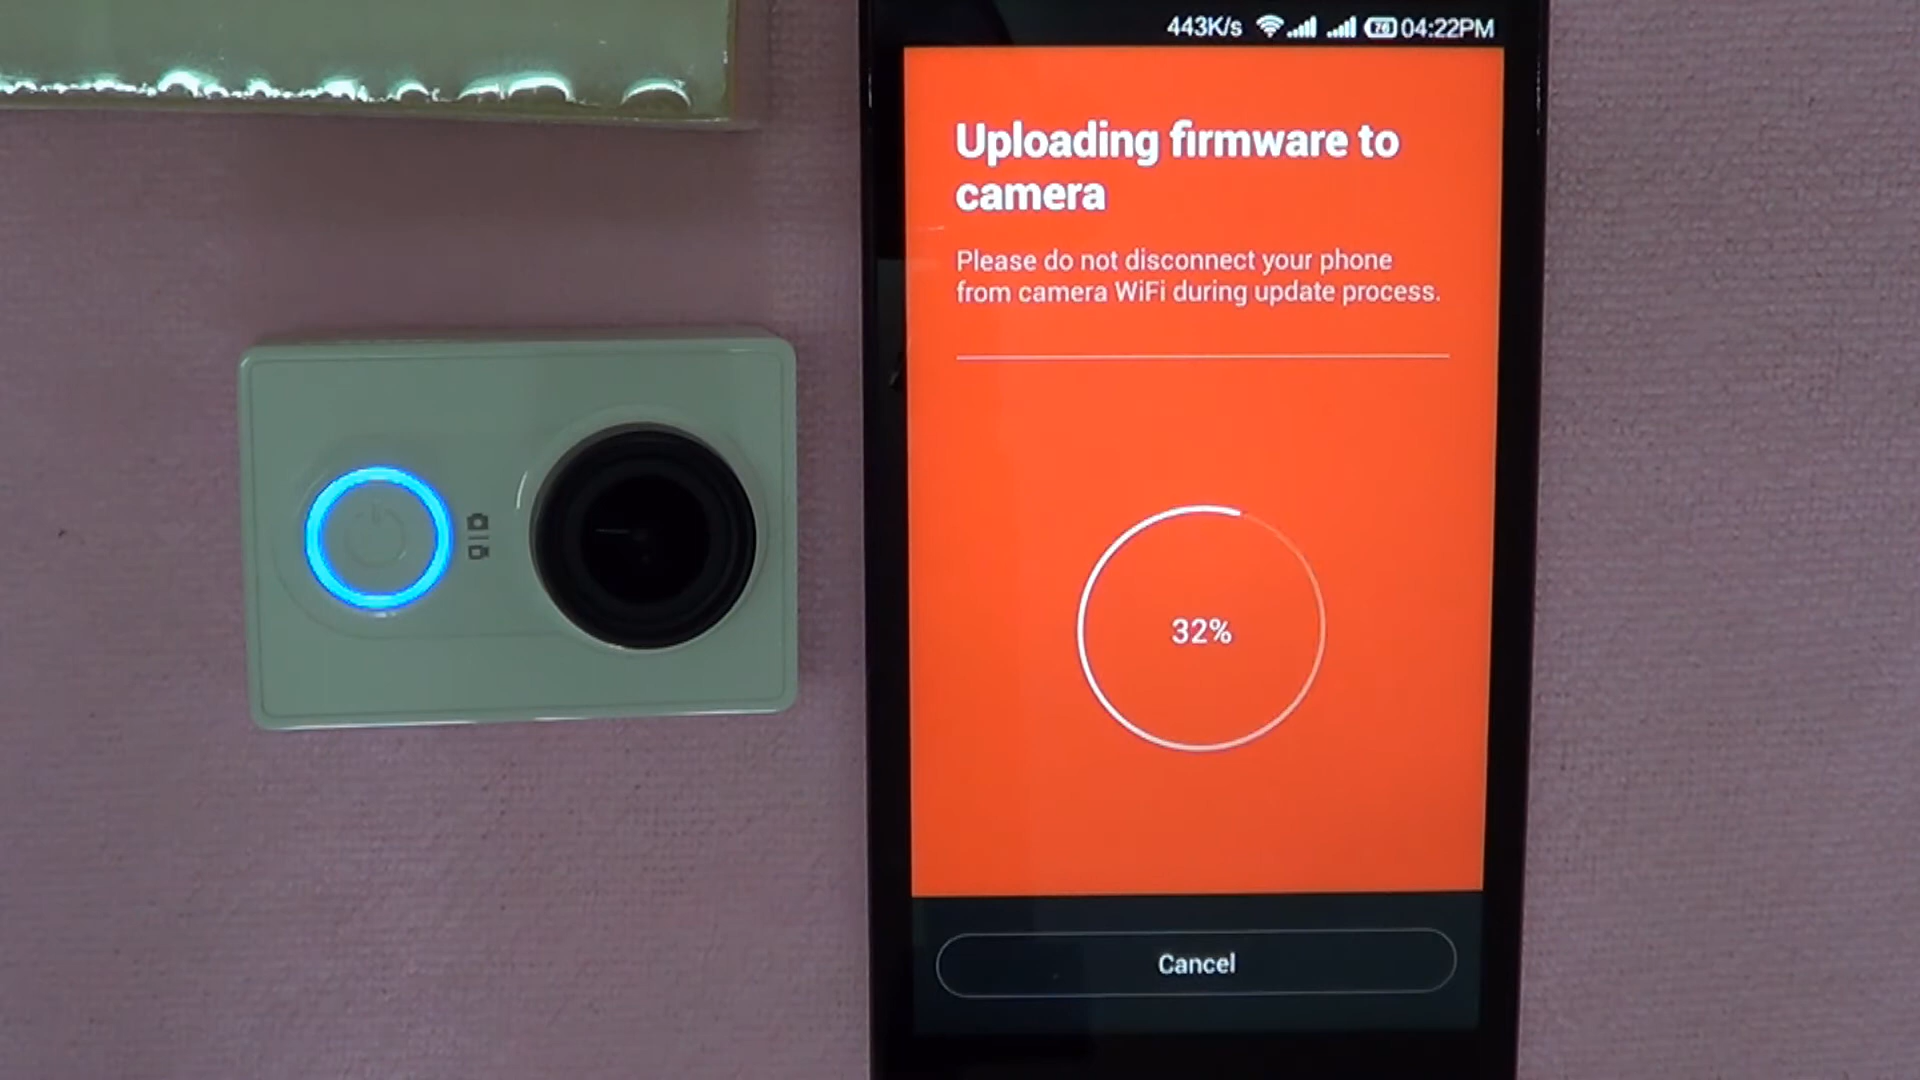 443K/s 76 04:22PM
Uploading firmware to
camera
Please do not disconnect your phone
from camera WiFi during update process.
32%
Cancel